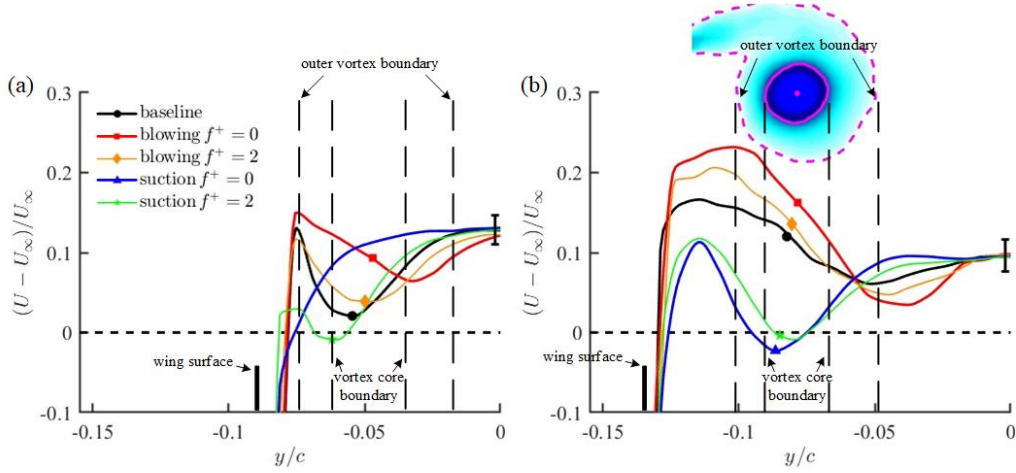 (a)
outer vortex boundary
0.3
baseline
blowing f⁺ = 0
blowing f⁺ = 2
suction f⁺ = 0
suction f⁺ = 2
0.2
0.1
0
-0.1
(U − U∞)/U∞
wing surface
vortex core
boundary
-0.15
-0.1
-0.05
0
y/c
(b)
outer vortex boundary
0.3
0.2
0.1
0
-0.1
(U − U∞)/U∞
wing surface
vortex core
boundary
-0.15
-0.1
-0.05
0
y/c